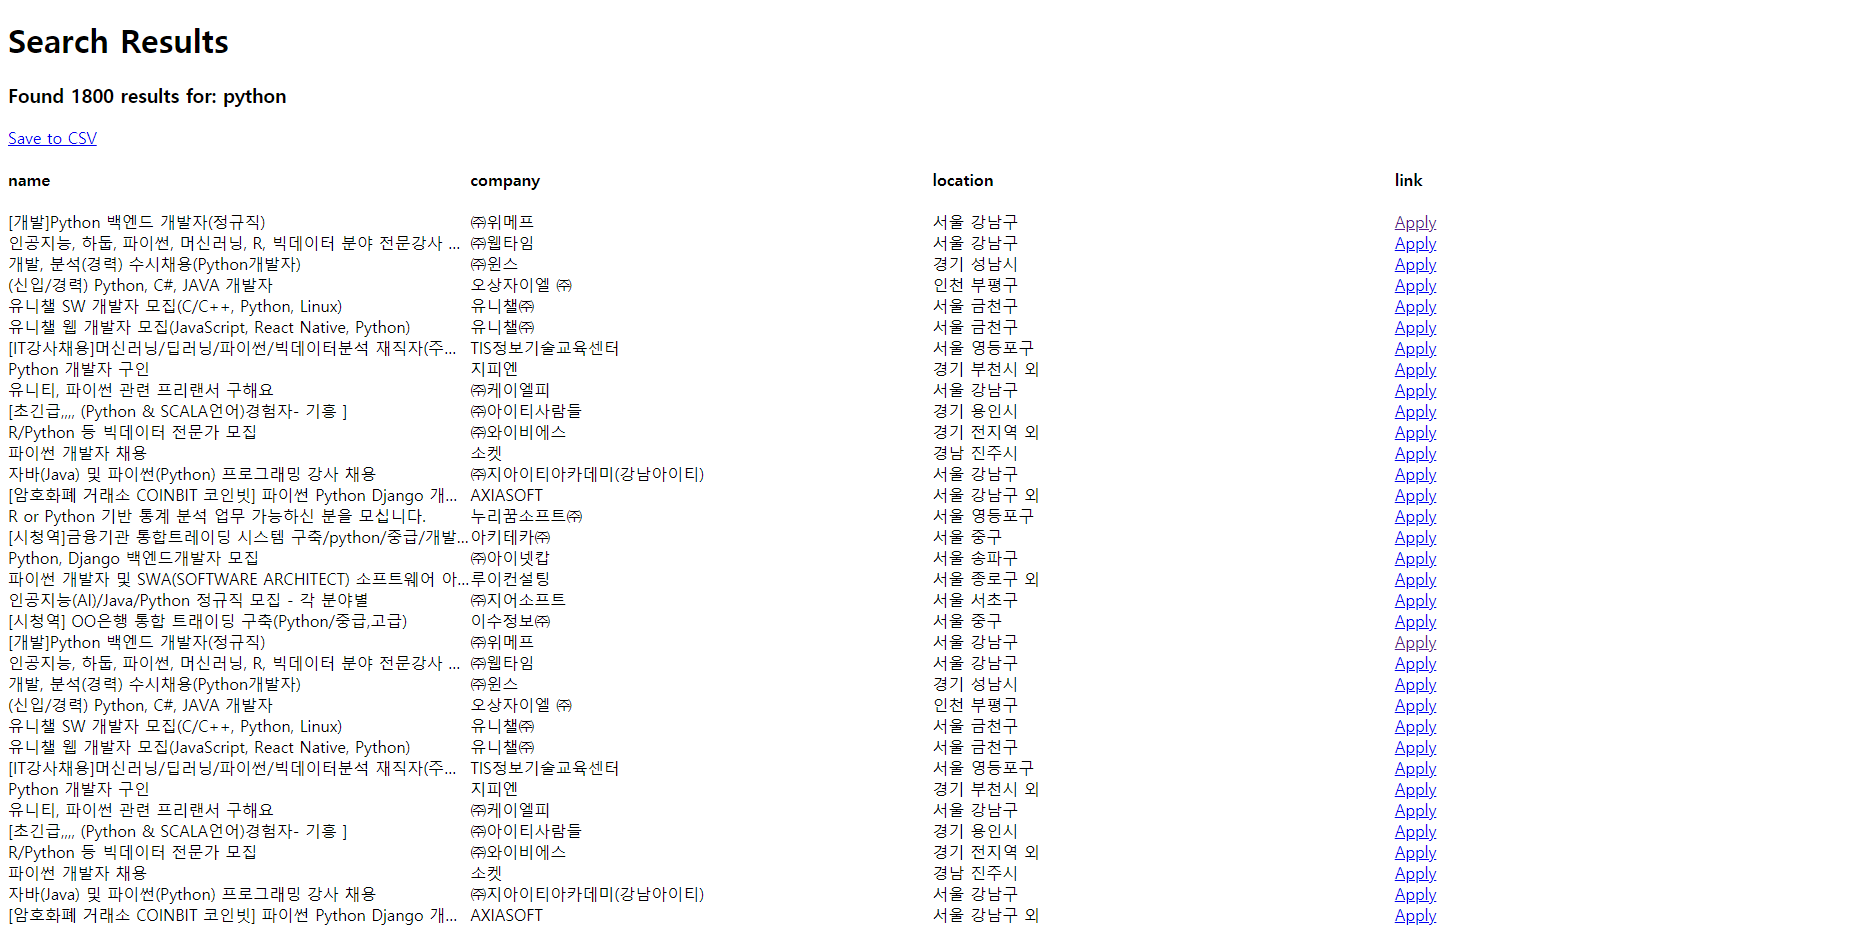 Search Results
Found 1800 results for: python
Save to CSV
name company location link
[개발]Python 백엔드 개발자(정규직) ㈜위메프 서울 강남구 Apply
인공지능, 하둡, 파이썬, 머신러닝, R, 빅데이터 분야 전문강사 ... ㈜웹타임 서울 강남구 Apply
개발, 분석(경력) 수시채용(Python개발자) ㈜윈스 경기 성남시 Apply
(신입/경력) Python, C#, JAVA 개발자 오상자이엘 ㈜ 인천 부평구 Apply
유니챌 SW 개발자 모집(C/C++, Python, Linux) 유니챌㈜ 서울 금천구 Apply
유니챌 웹 개발자 모집(JavaScript, React Native, Python) 유니챌㈜ 서울 금천구 Apply
[IT강사채용]머신러닝/딥러닝/파이썬/빅데이터분석 재직자(주... TIS정보기술교육센터 서울 영등포구 Apply
Python 개발자 구인 지피엔 경기 부천시 외 Apply
유니티, 파이썬 관련 프리랜서 구해요 ㈜케이엘피 서울 강남구 Apply
[초긴급,,,, (Python & SCALA언어)경험자- 기흥 ] ㈜아이티사람들 경기 용인시 Apply
R/Python 등 빅데이터 전문가 모집 ㈜와이비에스 경기 전지역 외 Apply
파이썬 개발자 채용 소켓 경남 진주시 Apply
자바(Java) 및 파이썬(Python) 프로그래밍 강사 채용 ㈜지아이티아카데미(강남아이티) 서울 강남구 Apply
[암호화폐 거래소 COINBIT 코인빗] 파이썬 Python Django 개... AXIASOFT 서울 강남구 외 Apply
R or Python 기반 통계 분석 업무 가능하신 분을 모십니다. 누리꿈소프트㈜ 서울 영등포구 Apply
[시청역]금융기관 통합트레이딩 시스템 구축/python/중급/개발... 아키테카㈜ 서울 중구 Apply
Python, Django 백엔드개발자 모집 ㈜아이넷캅 서울 송파구 Apply
파이썬 개발자 및 SWA(SOFTWARE ARCHITECT) 소프트웨어 아... 루이컨설팅 서울 종로구 외 Apply
인공지능(AI)/Java/Python 정규직 모집 - 각 분야별 ㈜지어소프트 서울 서초구 Apply
[시청역] OO은행 통합 트래이딩 구축(Python/중급,고급) 이수정보㈜ 서울 중구 Apply
[개발]Python 백엔드 개발자(정규직) ㈜위메프 서울 강남구 Apply
인공지능, 하둡, 파이썬, 머신러닝, R, 빅데이터 분야 전문강사 ... ㈜웹타임 서울 강남구 Apply
개발, 분석(경력) 수시채용(Python개발자) ㈜윈스 경기 성남시 Apply
(신입/경력) Python, C#, JAVA 개발자 오상자이엘 ㈜ 인천 부평구 Apply
유니챌 SW 개발자 모집(C/C++, Python, Linux) 유니챌㈜ 서울 금천구 Apply
유니챌 웹 개발자 모집(JavaScript, React Native, Python) 유니챌㈜ 서울 금천구 Apply
[IT강사채용]머신러닝/딥러닝/파이썬/빅데이터분석 재직자(주... TIS정보기술교육센터 서울 영등포구 Apply
Python 개발자 구인 지피엔 경기 부천시 외 Apply
유니티, 파이썬 관련 프리랜서 구해요 ㈜케이엘피 서울 강남구 Apply
[초긴급,,,, (Python & SCALA언어)경험자- 기흥 ] ㈜아이티사람들 경기 용인시 Apply
R/Python 등 빅데이터 전문가 모집 ㈜와이비에스 경기 전지역 외 Apply
파이썬 개발자 채용 소켓 경남 진주시 Apply
자바(Java) 및 파이썬(Python) 프로그래밍 강사 채용 ㈜지아이티아카데미(강남아이티) 서울 강남구 Apply
[암호화폐 거래소 COINBIT 코인빗] 파이썬 Python Django 개... AXIASOFT 서울 강남구 외 Apply